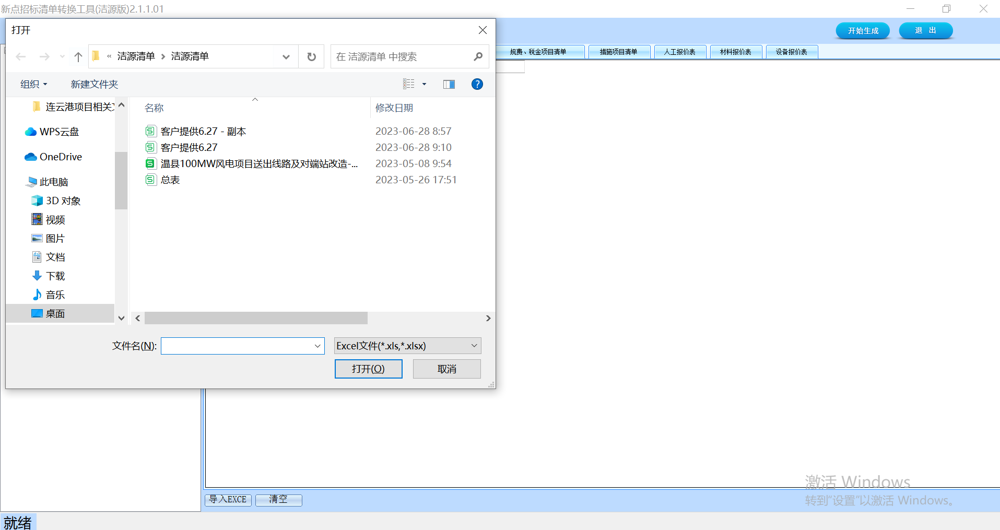 新点招标清单转换工具(洁源版)2.1.1.01
打开
开始生成
退 出
« 洁源清单 › 洁源清单
在 洁源清单 中搜索
规费、税金项目清单
措施项目清单
人工报价表
材料报价表
设备报价表
组织
新建文件夹
连云港项目相关
WPS云盘
OneDrive
此电脑
3D 对象
视频
图片
文档
下载
音乐
桌面
名称 修改日期
客户提供6.27 - 副本 2023-06-28 8:57
客户提供6.27 2023-06-28 9:10
温县100MW风电项目送出线路及对端站改造-... 2023-05-08 9:54
总表 2023-05-26 17:51
文件名(N):
Excel文件(*.xls,*.xlsx)
打开(O)
取消
激活 Windows
转到“设置”以激活 Windows。
导入EXCE
清空
就绪